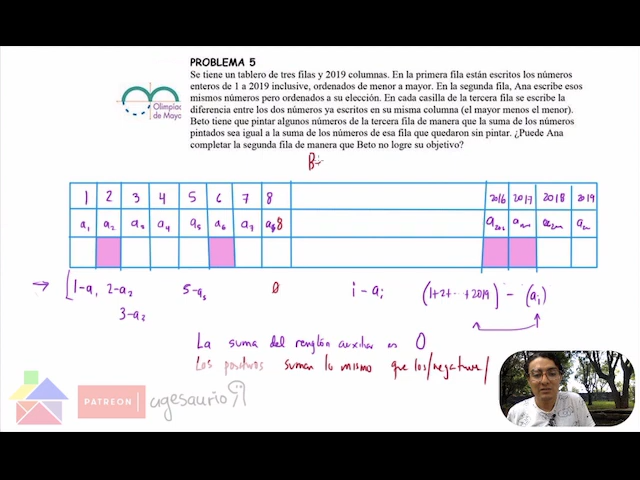 PROBLEMA 5
Se tiene un tablero de tres filas y 2019 columnas. En la primera fila están escritos los números
enteros de 1 a 2019 inclusive, ordenados de menor a mayor. En la segunda fila, Ana escribe esos
mismos números pero ordenados a su elección. En cada casilla de la tercera fila se escribe la
diferencia entre los dos números ya escritos en su misma columna (el mayor menos el menor).
Beto tiene que pintar algunos números de la tercera fila de manera que la suma de los números
pintados sea igual a la suma de los números de esa fila que quedaron sin pintar. ¿Puede Ana
completar la segunda fila de manera que Beto no logre su objetivo?
Olimpiada
de Mayo
1 2 3 4 5 6 7 8 2016 2017 2018 2019
a₁ a₂ a₃ a₄ a₅ a₆ a₇ a₈ 8
→ 1-a₁ 2-a₂ 5-a₅ 0 i-aᵢ (1+2+...+2019) - (aᵢ)
3-a₂
La suma del renglón auxiliar es 0
Los positivos suman lo mismo que los |negativos|
PATREON
agesaurio